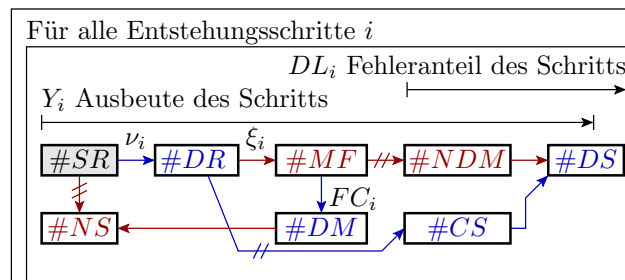 Für alle Entstehungsschritte i
DL_i Fehleranteil des Schritts
Y_i Ausbeute des Schritts
#SR ν_i #DR ξ_i #MF #NDM #DS
FC_i
#NS #DM #CS